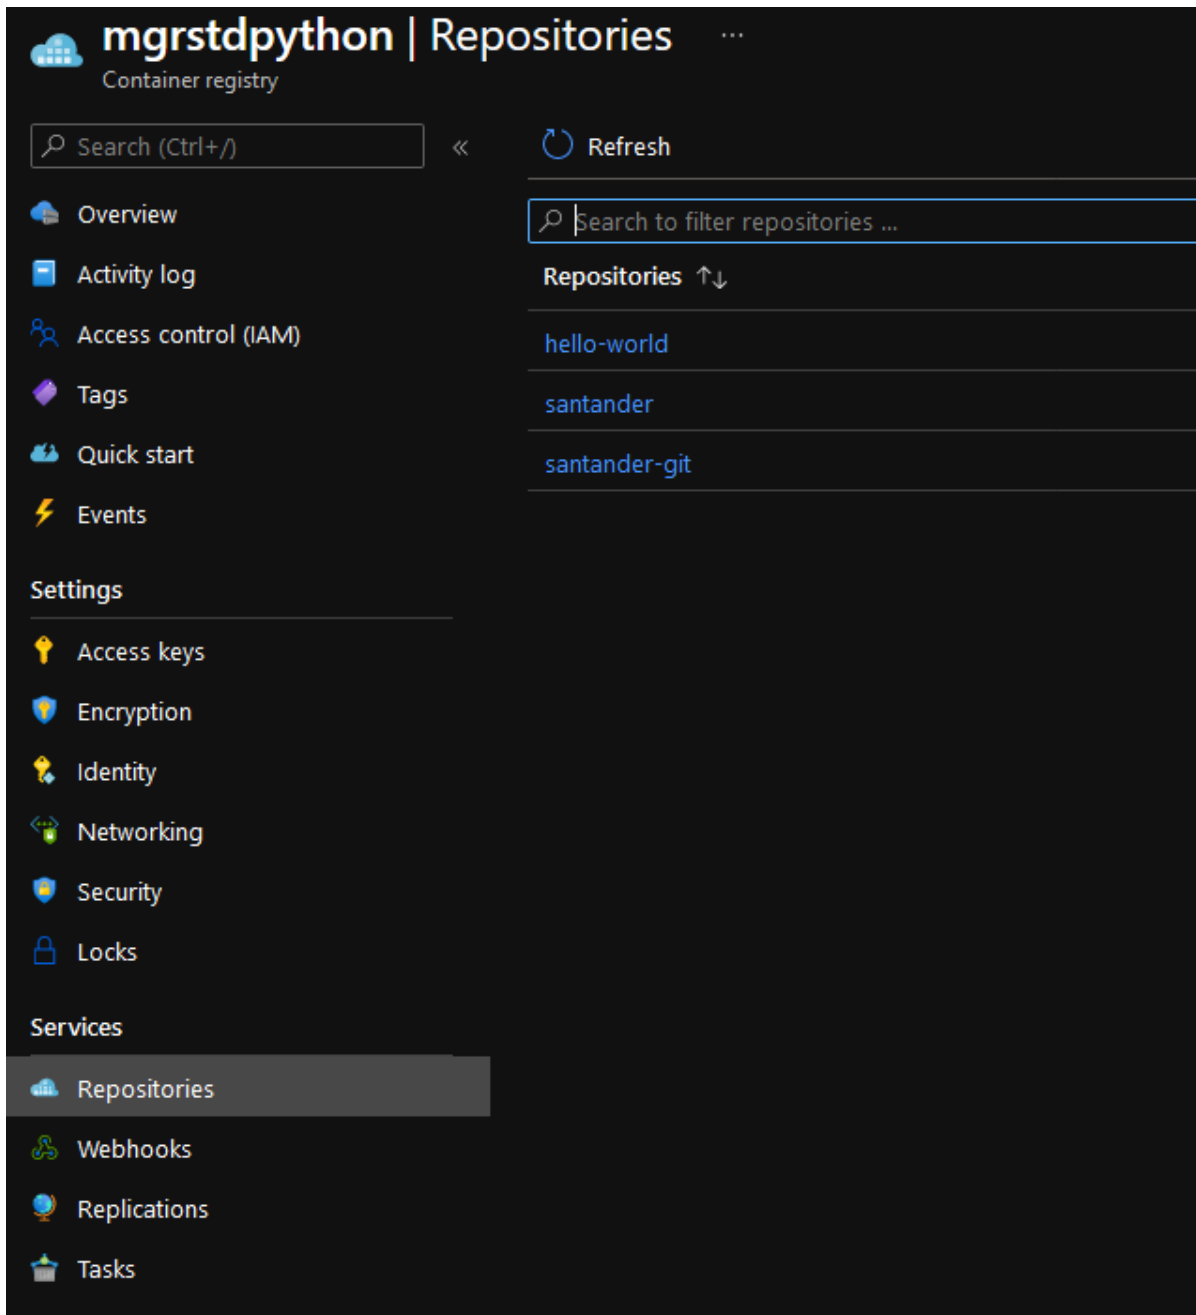 mgrstdpython | Repositories ...
Container registry
Search (Ctrl+/)
«
Overview
Activity log
Access control (IAM)
Tags
Quick start
Events
Settings
Access keys
Encryption
Identity
Networking
Security
Locks
Services
Repositories
Webhooks
Replications
Tasks
Refresh
Search to filter repositories ...
Repositories ↑↓
hello-world
santander
santander-git